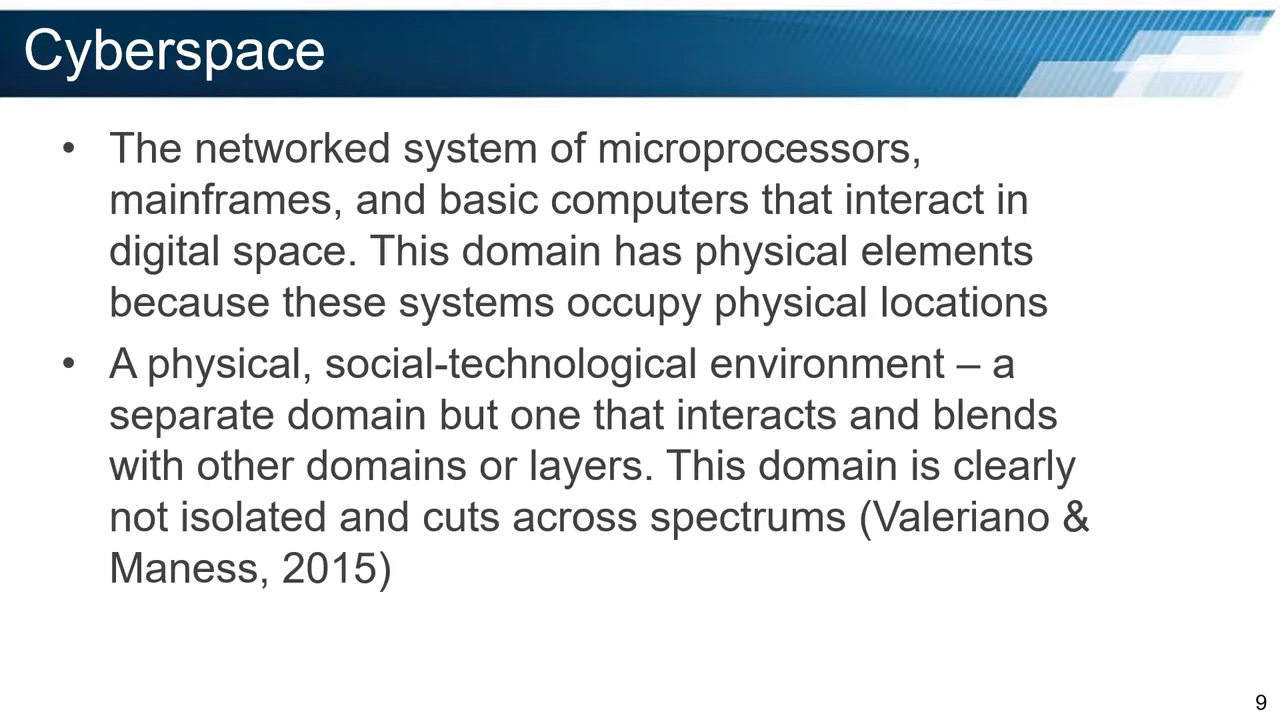 Cyberspace
• The networked system of microprocessors,
mainframes, and basic computers that interact in
digital space. This domain has physical elements
because these systems occupy physical locations
• A physical, social-technological environment – a
separate domain but one that interacts and blends
with other domains or layers. This domain is clearly
not isolated and cuts across spectrums (Valeriano &
Maness, 2015)
9